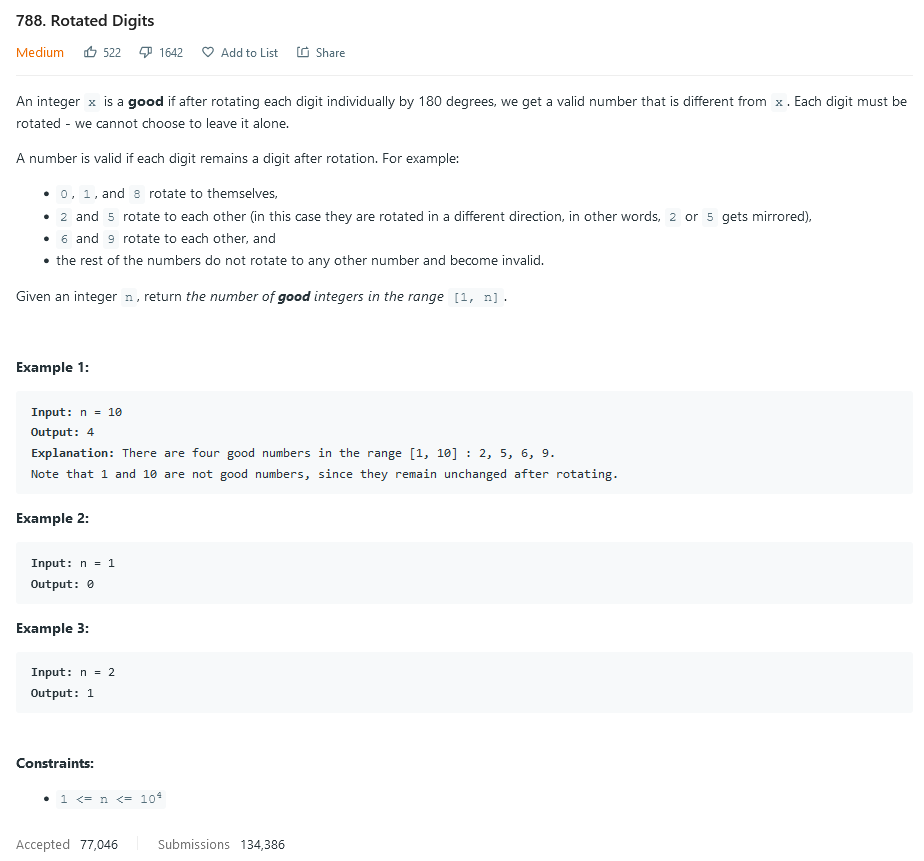 788. Rotated Digits
Medium 522 1642 Add to List Share
An integer x is a good if after rotating each digit individually by 180 degrees, we get a valid number that is different from x. Each digit must be
rotated - we cannot choose to leave it alone.
A number is valid if each digit remains a digit after rotation. For example:
• 0, 1, and 8 rotate to themselves,
• 2 and 5 rotate to each other (in this case they are rotated in a different direction, in other words, 2 or 5 gets mirrored),
• 6 and 9 rotate to each other, and
• the rest of the numbers do not rotate to any other number and become invalid.
Given an integer n, return the number of good integers in the range [1, n].
Example 1:
Input: n = 10
Output: 4
Explanation: There are four good numbers in the range [1, 10] : 2, 5, 6, 9.
Note that 1 and 10 are not good numbers, since they remain unchanged after rotating.
Example 2:
Input: n = 1
Output: 0
Example 3:
Input: n = 2
Output: 1
Constraints:
• 1 <= n <= 10⁴
Accepted 77,046 Submissions 134,386